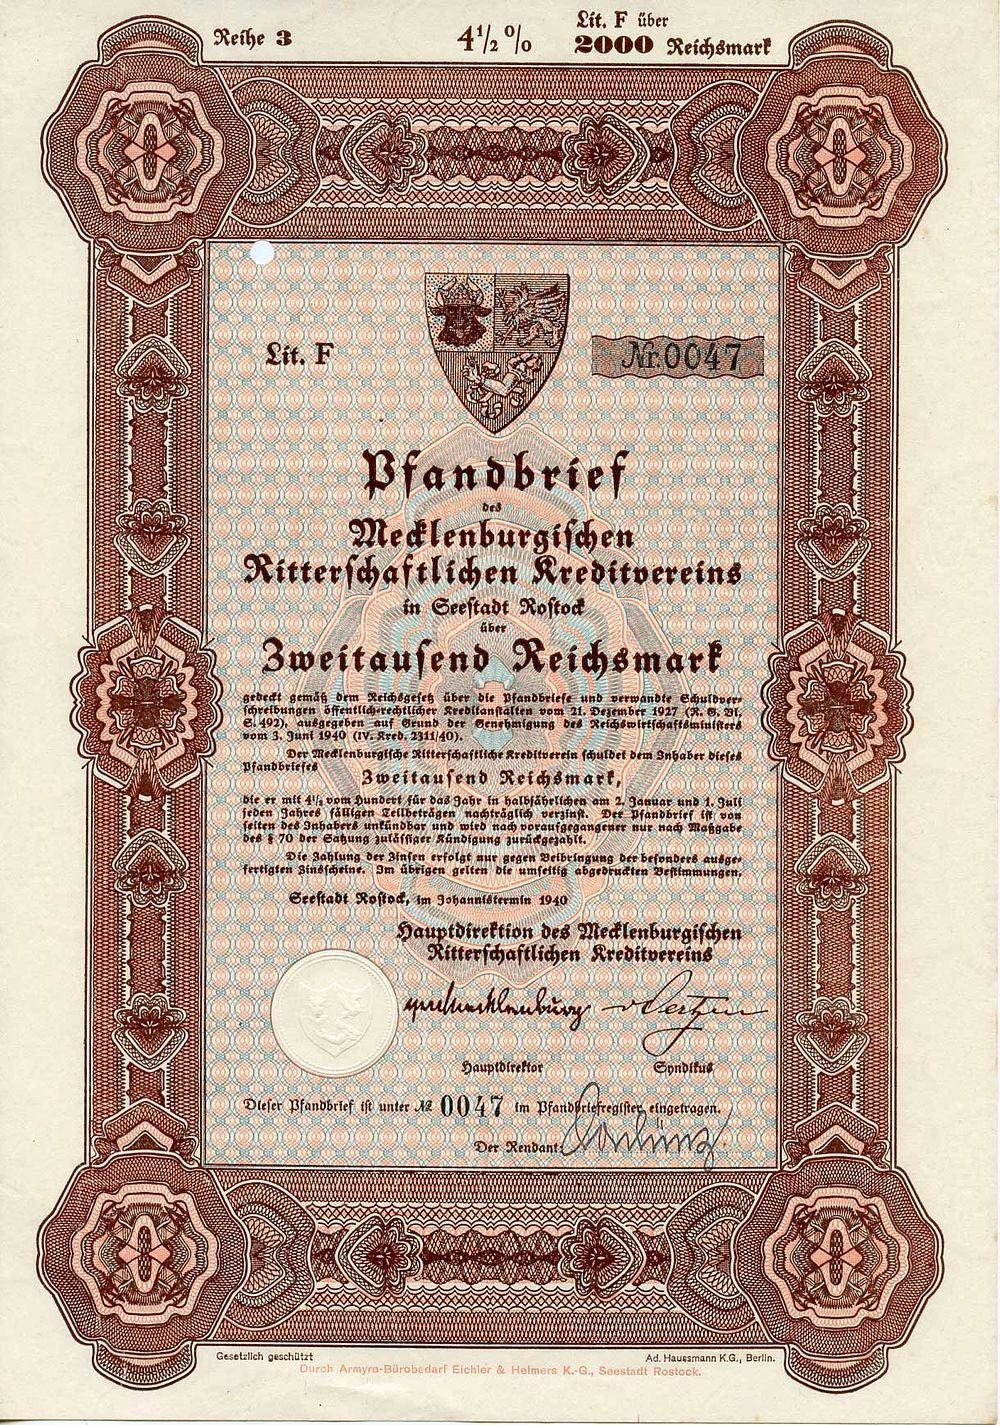 Reihe 3
4½ %
Lit. F über
2000 Reichsmark
Lit. F
Nr. 0047
Pfandbrief
des
Mecklenburgischen
Ritterschaftlichen Kreditvereins
in Seestadt Rostock
über
Zweitausend Reichsmark
gedeckt gemäß dem Reichsgesetz über die Pfandbriefe und verwandte Schuldver-
schreibungen öffentlich-rechtlicher Kreditanstalten vom 21. Dezember 1927 (R. G. Bl.
S. 492), ausgegeben auf Grund der Genehmigung des Reichswirtschaftsministers
vom 3. Juni 1940 (IV. Kred. 2311/40).
Der Mecklenburgische Ritterschaftliche Kreditverein schuldet dem Inhaber dieses
Pfandbriefes
Zweitausend Reichsmark,
die er mit 4½ vom Hundert für das Jahr in halbjährlichen am 2. Januar und 1. Juli
jeden Jahres fälligen Teilbeträgen nachträglich verzinst. Der Pfandbrief ist von
seiten des Inhabers unkündbar und wird nach voraufgegangener nur nach Maßgabe
des § 70 der Satzung zulässiger Kündigung zurückgezahlt.
Die Zahlung der Zinsen erfolgt nur gegen Beibringung der besonders ausge-
fertigten Zinsscheine. Im übrigen gelten die umseitig abgedruckten Bestimmungen.
Seestadt Rostock, im Johannistermin 1940
Hauptdirektion des Mecklenburgischen
Ritterschaftlichen Kreditvereins
v Oertzen
Hauptdirektor
Syndikus
Dieser Pfandbrief ist unter № 0047 im Pfandbriefregister eingetragen.
Der Rendant:
Gesetzlich geschützt
Ad. Haussmann K.G., Berlin.
Durch Armyro-Bürobedarf Eichler & Helmers K.-G., Seestadt Rostock.